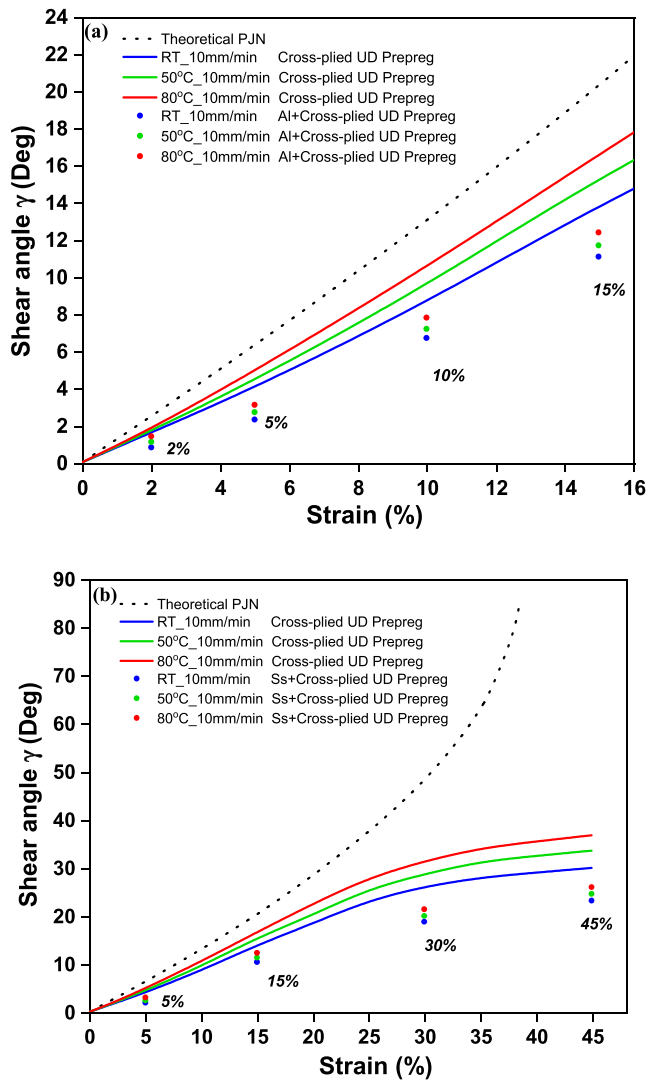 (a)
Theoretical PJN
RT_10mm/min Cross-plied UD Prepreg
50°C_10mm/min Cross-plied UD Prepreg
80°C_10mm/min Cross-plied UD Prepreg
RT_10mm/min Al+Cross-plied UD Prepreg
50°C_10mm/min Al+Cross-plied UD Prepreg
80°C_10mm/min Al+Cross-plied UD Prepreg
Shear angle γ (Deg)
24
22
20
18
16
14
12
10
8
6
4
2
0
2%
5%
10%
15%
0 2 4 6 8 10 12 14 16
Strain (%)
(b)
Theoretical PJN
RT_10mm/min Cross-plied UD Prepreg
50°C_10mm/min Cross-plied UD Prepreg
80°C_10mm/min Cross-plied UD Prepreg
RT_10mm/min Ss+Cross-plied UD Prepreg
50°C_10mm/min Ss+Cross-plied UD Prepreg
80°C_10mm/min Ss+Cross-plied UD Prepreg
Shear angle γ (Deg)
90
80
70
60
50
40
30
20
10
0
5%
15%
30%
45%
0 5 10 15 20 25 30 35 40 45
Strain (%)